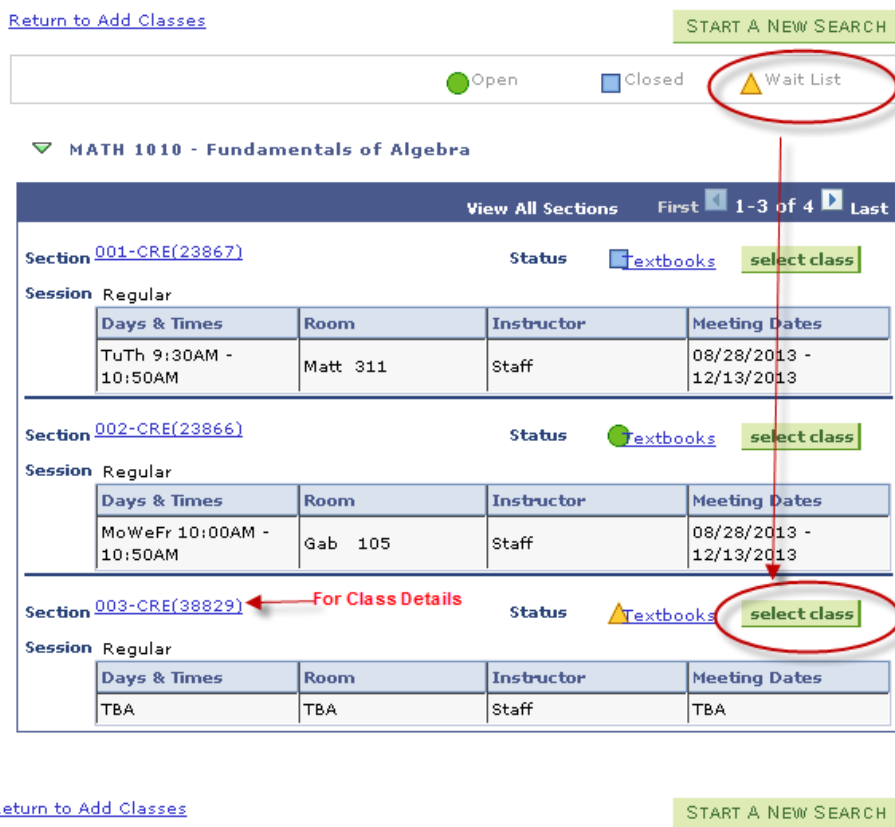 Return to Add Classes
START A NEW SEARCH
Open Closed Wait List
MATH 1010 - Fundamentals of Algebra
View All Sections First 1-3 of 4 Last
Section 001-CRE(23867) Status Textbooks select class
Session Regular
Days & Times Room Instructor Meeting Dates
TuTh 9:30AM - Matt 311 Staff 08/28/2013 -
10:50AM 12/13/2013
Section 002-CRE(23866) Status Textbooks select class
Session Regular
Days & Times Room Instructor Meeting Dates
MoWeFr 10:00AM - Gab 105 Staff 08/28/2013 -
10:50AM 12/13/2013
Section 003-CRE(38829) For Class Details Status Textbooks select class
Session Regular
Days & Times Room Instructor Meeting Dates
TBA TBA Staff TBA
eturn to Add Classes
START A NEW SEARCH